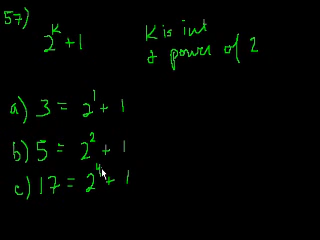 57)
2^k + 1
K is int
& power of 2
a) 3 = 2^1 + 1
b) 5 = 2^2 + 1
c) 17 = 2^4 + 1